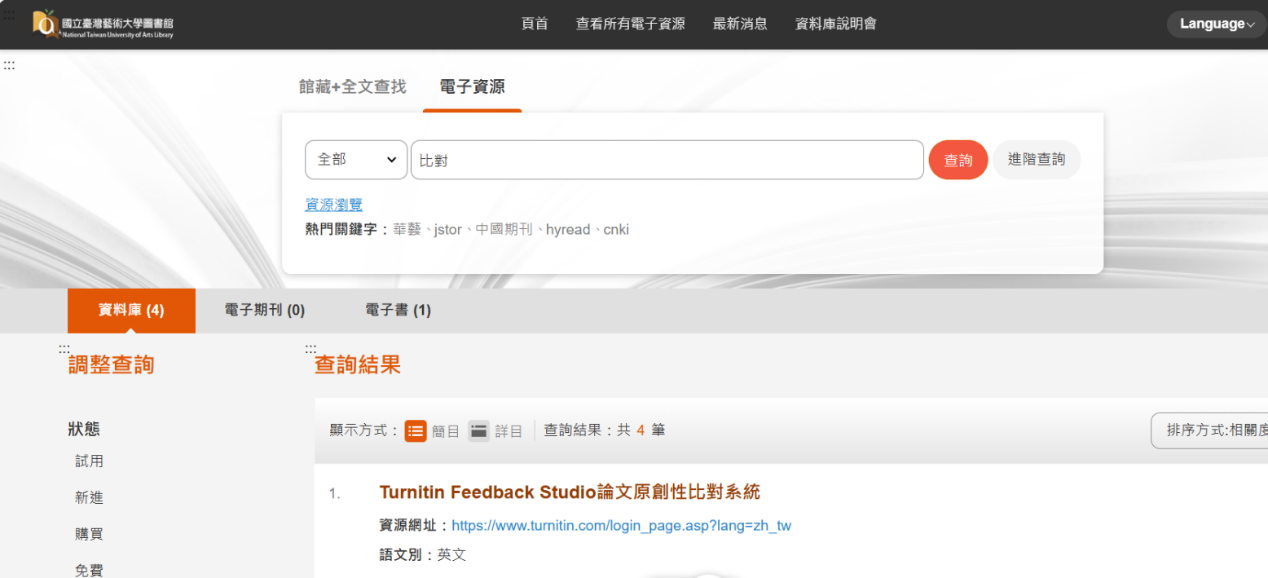 國立臺灣藝術大學圖書館
National Taiwan University of Arts Library
頁首 查看所有電子資源 最新消息 資料庫說明會 Language
:::
:::
館藏+全文查找 電子資源
全部 比對 查詢 進階查詢
資源瀏覽
熱門關鍵字：華藝、jstor、中國期刊、hyread、cnki
資料庫 (4) 電子期刊 (0) 電子書 (1)
:::
調整查詢
:::
查詢結果
狀態
試用
新進
購買
免費
顯示方式： 簡目 詳目 查詢結果：共 4 筆
排序方式:相關度
1. Turnitin Feedback Studio論文原創性比對系統
資源網址：https://www.turnitin.com/login_page.asp?lang=zh_tw
語文別：英文